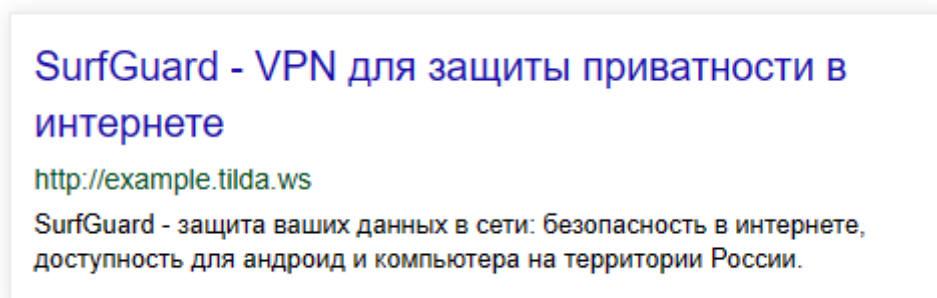 SurfGuard - VPN для защиты приватности в
интернете
http://example.tilda.ws
SurfGuard - защита ваших данных в сети: безопасность в интернете,
доступность для андроид и компьютера на территории России.